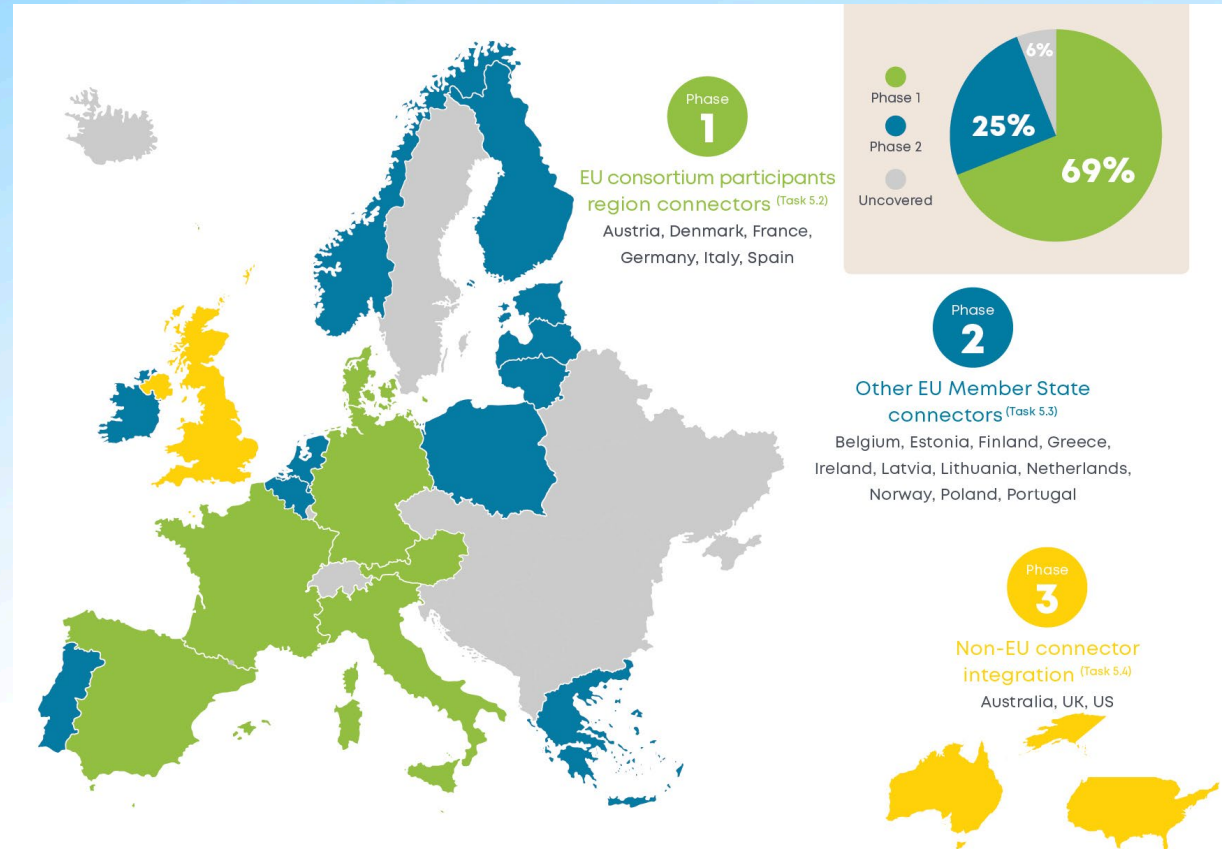 Phase
1
EU consortium participants
region connectors (Task 5.2)
Austria, Denmark, France,
Germany, Italy, Spain
Phase 1
Phase 2
Uncovered
6%
25%
69%
Phase
2
Other EU Member State
connectors (Task 5.3)
Belgium, Estonia, Finland, Greece,
Ireland, Latvia, Lithuania, Netherlands,
Norway, Poland, Portugal
Phase
3
Non-EU connector
integration (Task 5.4)
Australia, UK, US